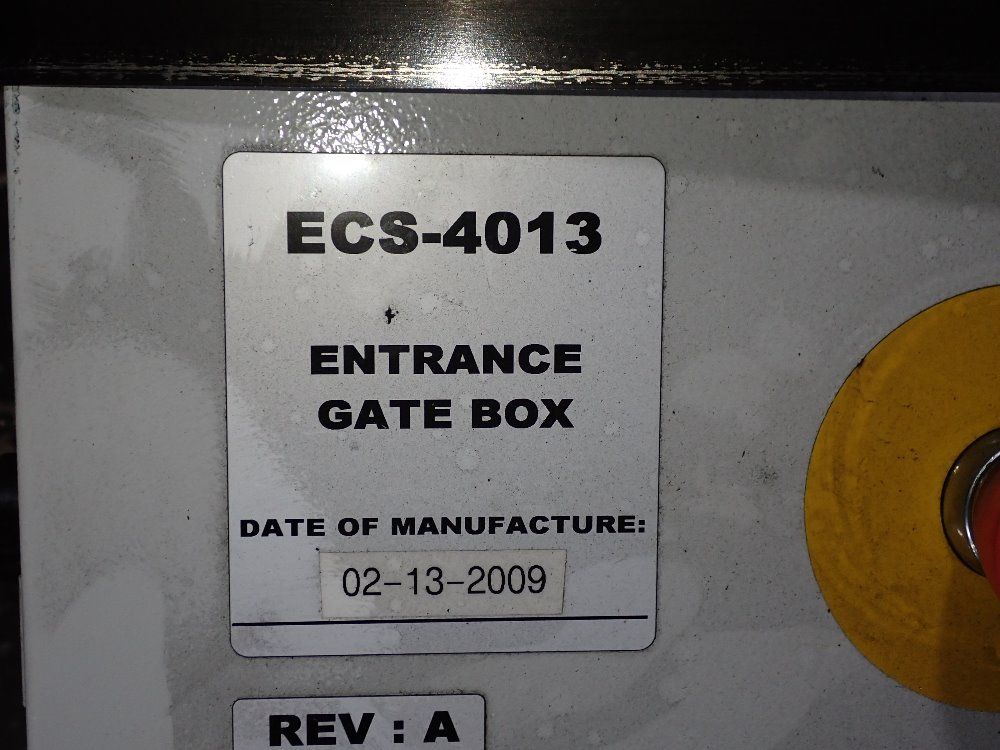 ECS-4013
ENTRANCE
GATE BOX
DATE OF MANUFACTURE:
02-13-2009
REV : A